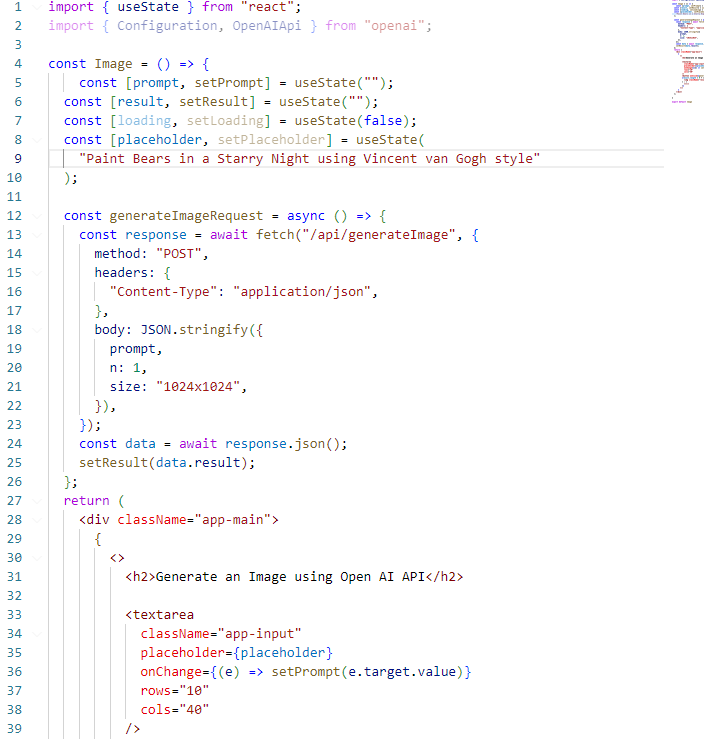 1 import { useState } from "react";
2 import { Configuration, OpenAIApi } from "openai";
3
4 const Image = () => {
5 const [prompt, setPrompt] = useState("");
6 const [result, setResult] = useState("");
7 const [loading, setLoading] = useState(false);
8 const [placeholder, setPlaceholder] = useState(
9 "Paint Bears in a Starry Night using Vincent van Gogh style"
10 );
11
12 const generateImageRequest = async () => {
13 const response = await fetch("/api/generateImage", {
14 method: "POST",
15 headers: {
16 "Content-Type": "application/json",
17 },
18 body: JSON.stringify({
19 prompt,
20 n: 1,
21 size: "1024x1024",
22 }),
23 });
24 const data = await response.json();
25 setResult(data.result);
26 };
27 return (
28 <div className="app-main">
29 {
30 <>
31 <h2>Generate an Image using Open AI API</h2>
32
33 <textarea
34 className="app-input"
35 placeholder={placeholder}
36 onChange={(e) => setPrompt(e.target.value)}
37 rows="10"
38 cols="40"
39 />